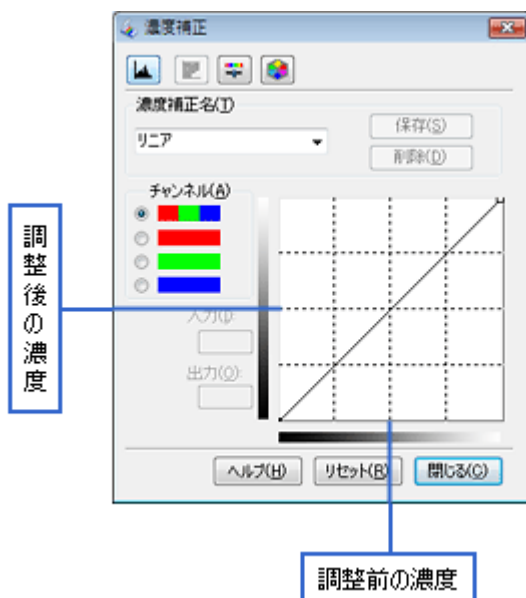 濃度補正
濃度補正名(T)
リニア
保存(S)
削除(D)
チャンネル(A)
調整後の濃度
入力(I):
出力(O):
ヘルプ(H)
リセット(R)
閉じる(C)
調整前の濃度